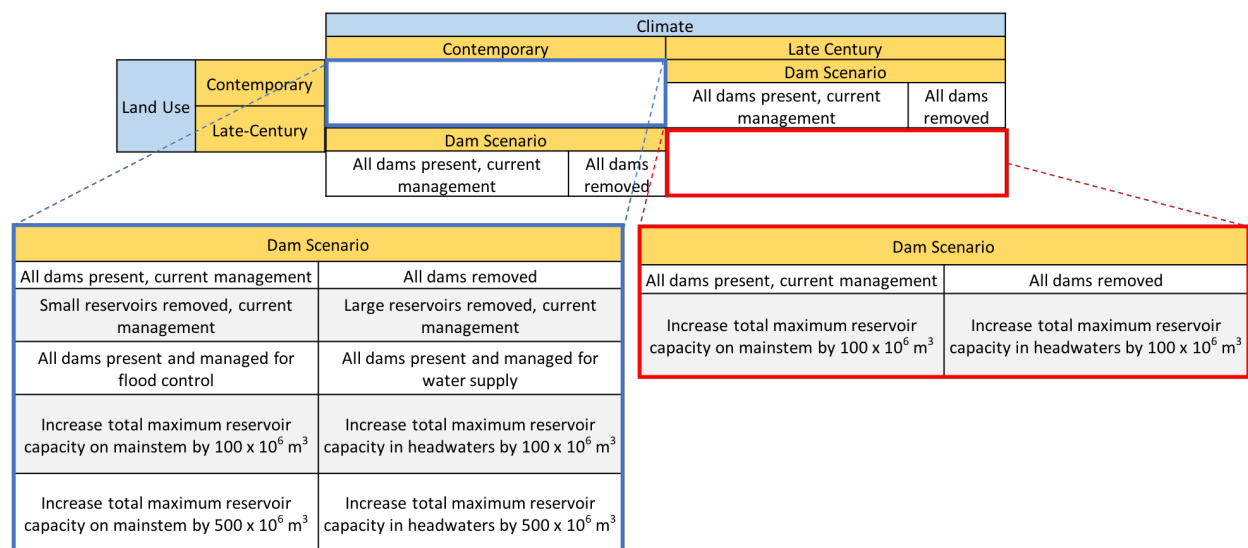 Climate
Contemporary
Late Century
Land Use
Contemporary
Late-Century
Dam Scenario
All dams present, current
management
All dams
removed
Dam Scenario
All dams present, current
management
All dams
removed
Dam Scenario
All dams present, current management
All dams removed
Small reservoirs removed, current
management
Large reservoirs removed, current
management
All dams present and managed for
flood control
All dams present and managed for
water supply
Increase total maximum reservoir
capacity on mainstem by 100 x 10⁶ m³
Increase total maximum reservoir
capacity in headwaters by 100 x 10⁶ m³
Increase total maximum reservoir
capacity on mainstem by 500 x 10⁶ m³
Increase total maximum reservoir
capacity in headwaters by 500 x 10⁶ m³
Dam Scenario
All dams present, current management
All dams removed
Increase total maximum reservoir
capacity on mainstem by 100 x 10⁶ m³
Increase total maximum reservoir
capacity in headwaters by 100 x 10⁶ m³